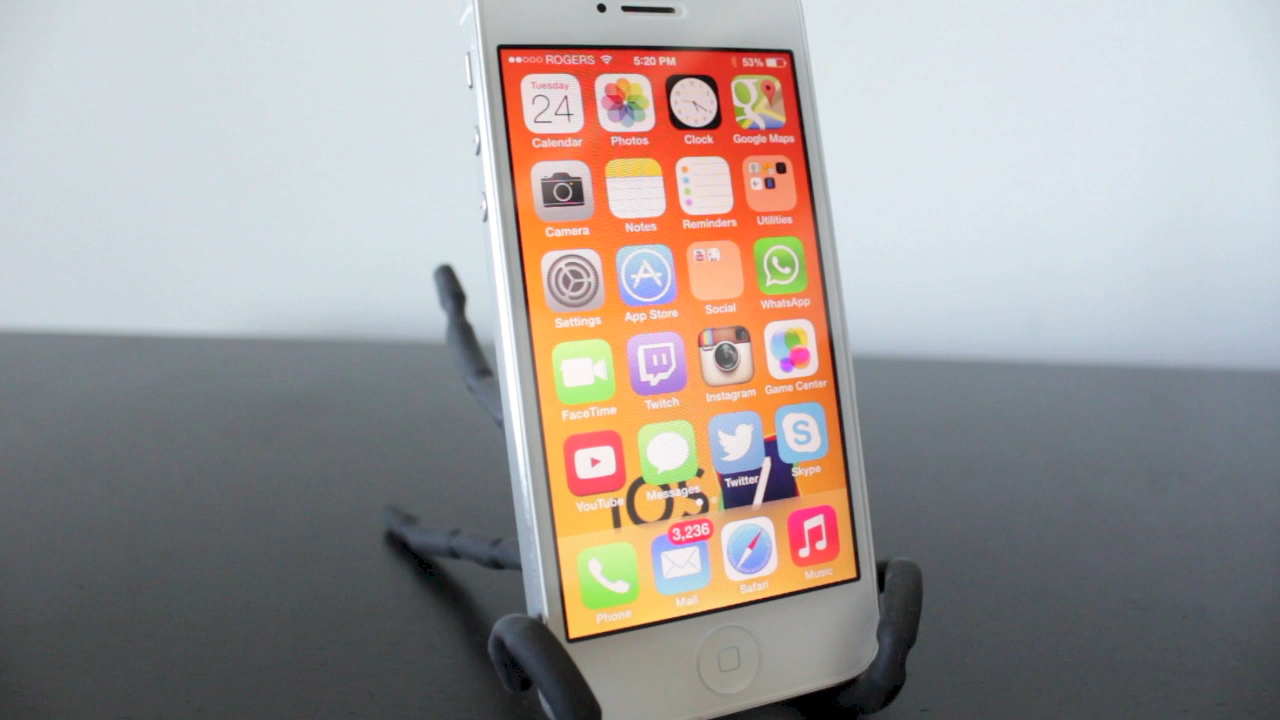 ROGERS 5:20 PM 53%
Tuesday
24
Calendar Photos Clock Google Maps
Camera Notes Reminders Utilities
Settings App Store Social WhatsApp
FaceTime Twitch Instagram Game Center
S
YouTube Messages Twitter Skype
iOS
3,236
Phone Mail Safari Music